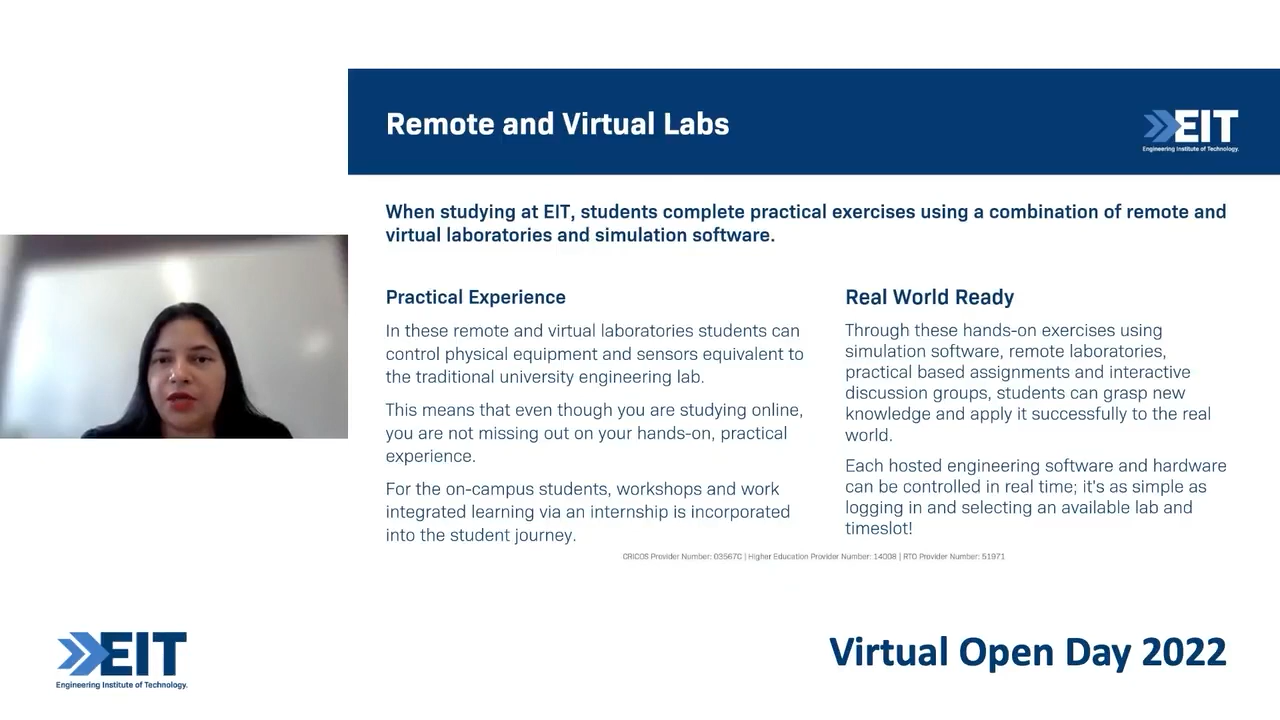 Remote and Virtual Labs
EIT
Engineering Institute of Technology.
When studying at EIT, students complete practical exercises using a combination of remote and
virtual laboratories and simulation software.
Practical Experience
In these remote and virtual laboratories students can
control physical equipment and sensors equivalent to
the traditional university engineering lab.
This means that even though you are studying online,
you are not missing out on your hands-on, practical
experience.
For the on-campus students, workshops and work
integrated learning via an internship is incorporated
into the student journey.
Real World Ready
Through these hands-on exercises using
simulation software, remote laboratories,
practical based assignments and interactive
discussion groups, students can grasp new
knowledge and apply it successfully to the real
world.
Each hosted engineering software and hardware
can be controlled in real time; it's as simple as
logging in and selecting an available lab and
timeslot!
CRICOS Provider Number: 03567C | Higher Education Provider Number: 14008 | RTO Provider Number: 51971
EIT
Engineering Institute of Technology.
Virtual Open Day 2022